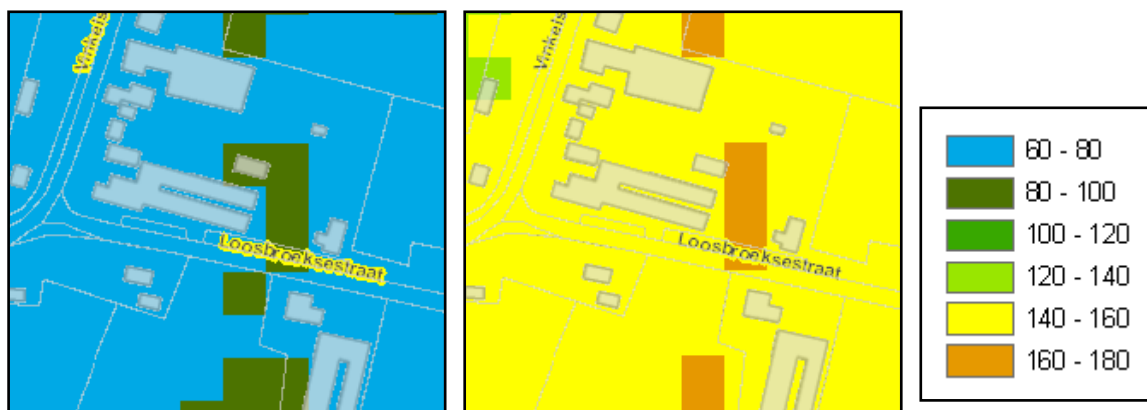 Vinkels
Loosbroeksestraat
Vinkels
Loosbroeksestraat
60 - 80
80 - 100
100 - 120
120 - 140
140 - 160
160 - 180